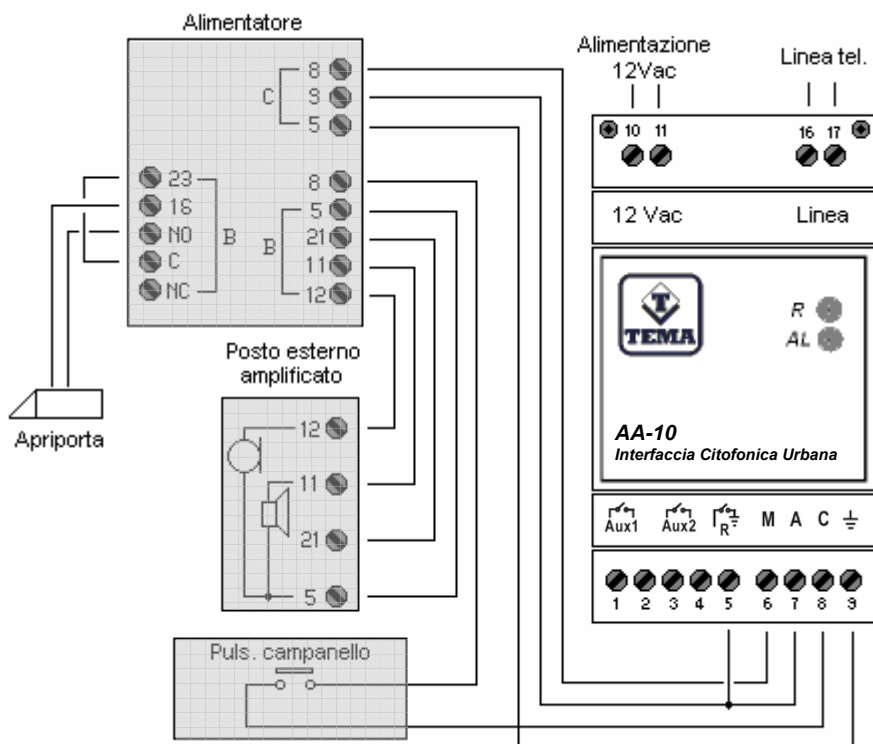 Alimentatore
8
C 3
5
23
16
NO
B
C
NC
8
5
B 21
11
12
Apriporta
Posto esterno
amplificato
12
11
21
5
Puls. campanello
Alimentazione
12Vac
Linea tel.
10 11
16 17
12 Vac
Linea
TEMA
R
AL
AA-10
Interfaccia Citofonica Urbana
Aux1 Aux2 R M A C
1 2 3 4 5 6 7 8 9